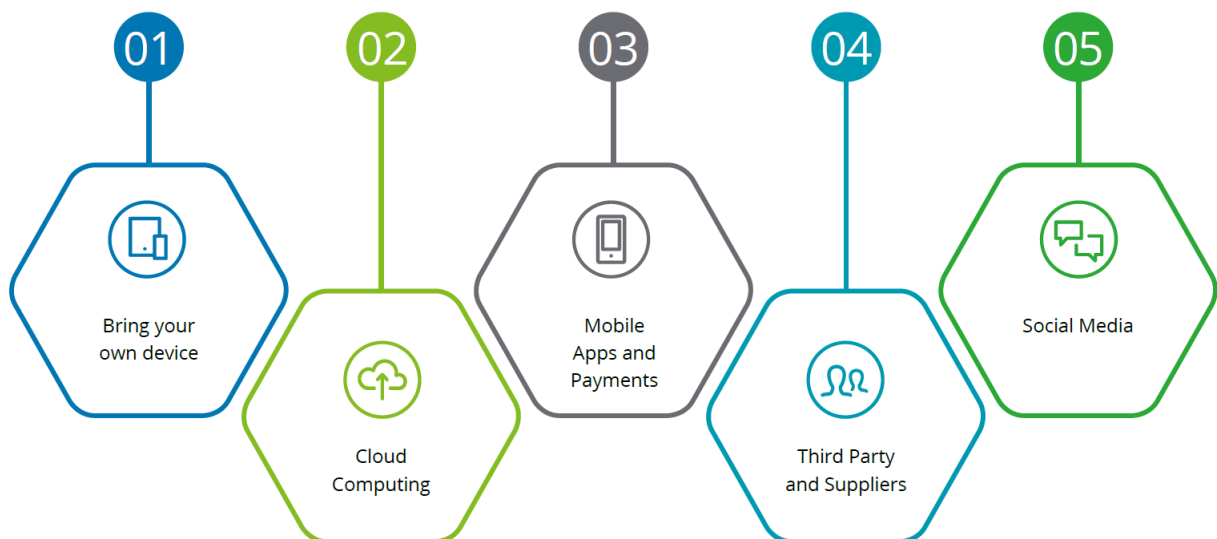 01
02
03
04
05
Bring your
own device
Cloud
Computing
Mobile
Apps and
Payments
Third Party
and Suppliers
Social Media